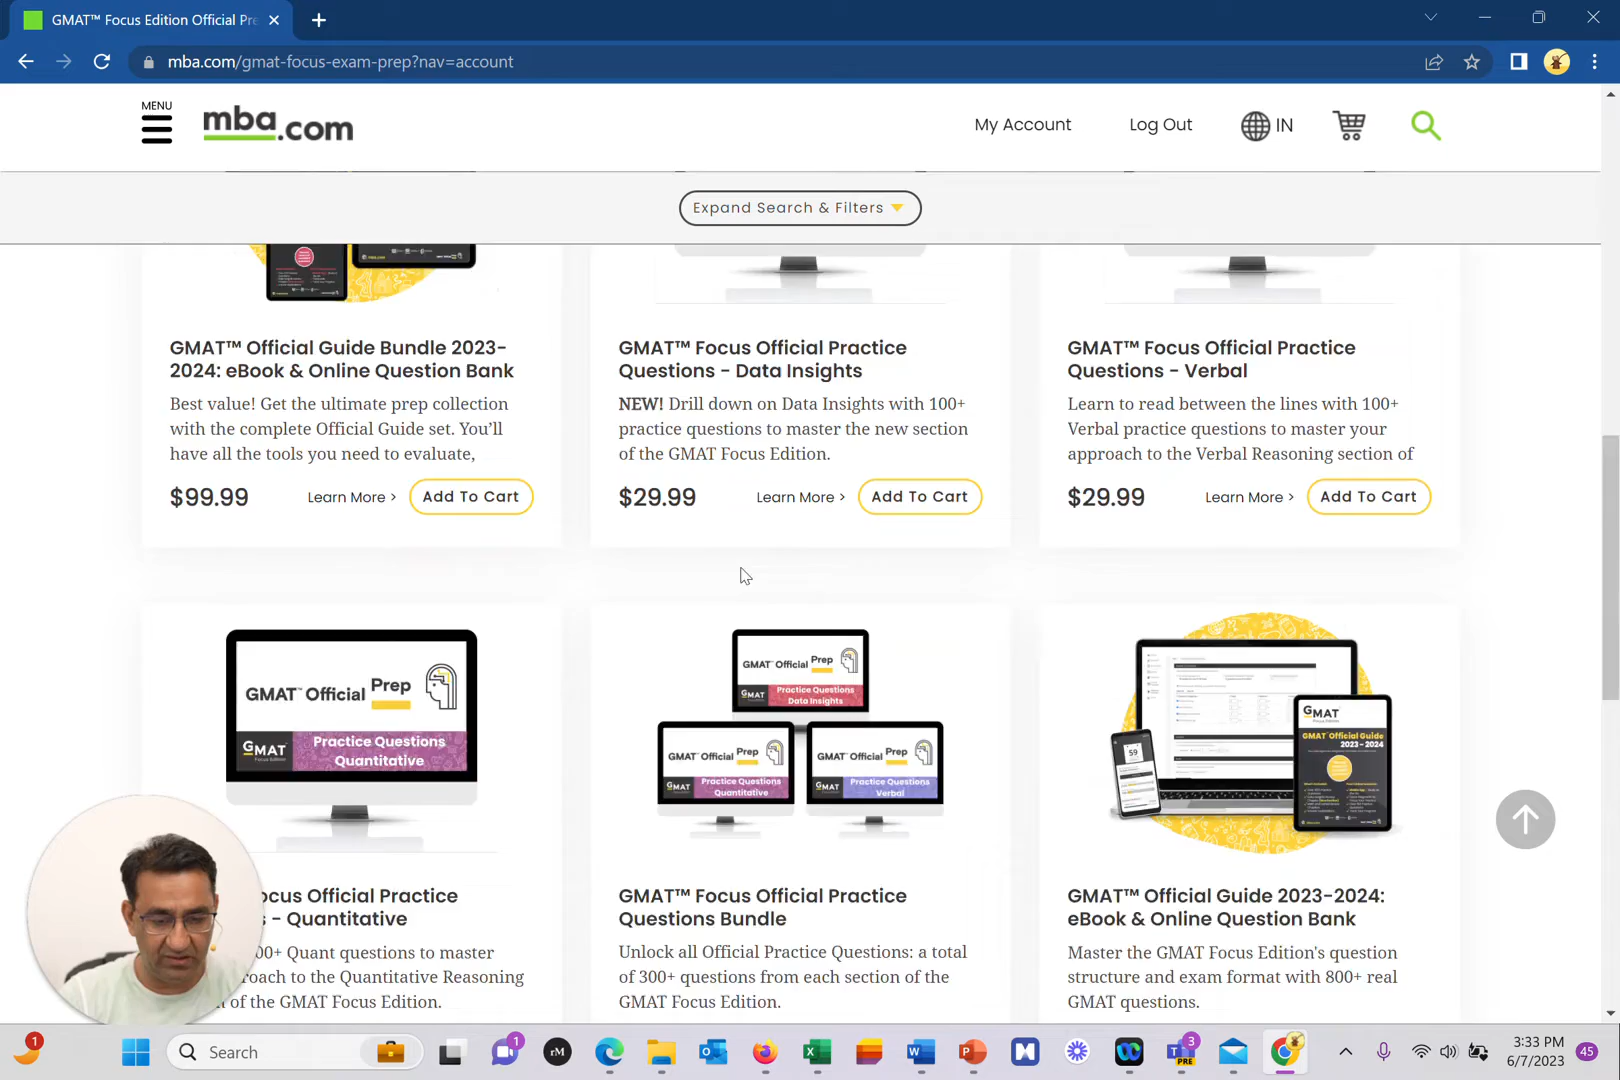 GMAT™ Focus Edition Official Pre
mba.com/gmat-focus-exam-prep?nav=account
MENU
mba.com
My Account
Log Out
IN
Expand Search & Filters
GMAT™ Official Guide Bundle 2023-
2024: eBook & Online Question Bank
Best value! Get the ultimate prep collection
with the complete Official Guide set. You'll
have all the tools you need to evaluate,
$99.99
Learn More >
Add To Cart
GMAT™ Focus Official Practice
Questions - Data Insights
NEW! Drill down on Data Insights with 100+
practice questions to master the new section
of the GMAT Focus Edition.
$29.99
Learn More >
Add To Cart
GMAT™ Focus Official Practice
Questions - Verbal
Learn to read between the lines with 100+
Verbal practice questions to master your
approach to the Verbal Reasoning section of
$29.99
Learn More >
Add To Cart
GMAT™ Official Prep
GMAT
Focus Edition
Practice Questions
Quantitative
GMAT™ Official Prep
GMAT
Practice Questions
Data Insights
GMAT™ Official Prep
GMAT
Practice Questions
Quantitative
GMAT™ Official Prep
GMAT
Practice Questions
Verbal
59
GMAT
GMAT™ Official Guide
2023-2024
ocus Official Practice
s - Quantitative
00+ Quant questions to master
roach to the Quantitative Reasoning
n of the GMAT Focus Edition.
GMAT™ Focus Official Practice
Questions Bundle
Unlock all Official Practice Questions: a total
of 300+ questions from each section of the
GMAT Focus Edition.
GMAT™ Official Guide 2023-2024:
eBook & Online Question Bank
Master the GMAT Focus Edition's question
structure and exam format with 800+ real
GMAT questions.
1
Search
1
rM
3
PRE
3:33 PM
6/7/2023
45